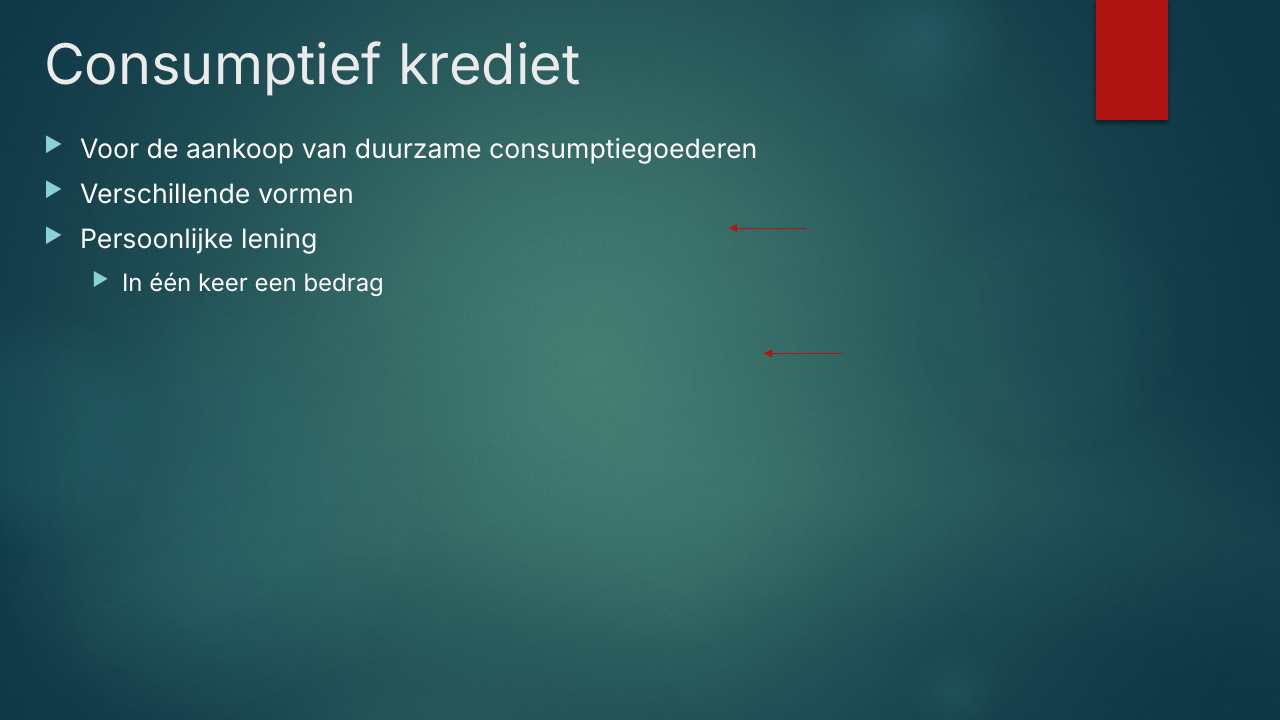 Consumptief krediet
Voor de aankoop van duurzame consumptiegoederen
Verschillende vormen
Persoonlijke lening
In één keer een bedrag